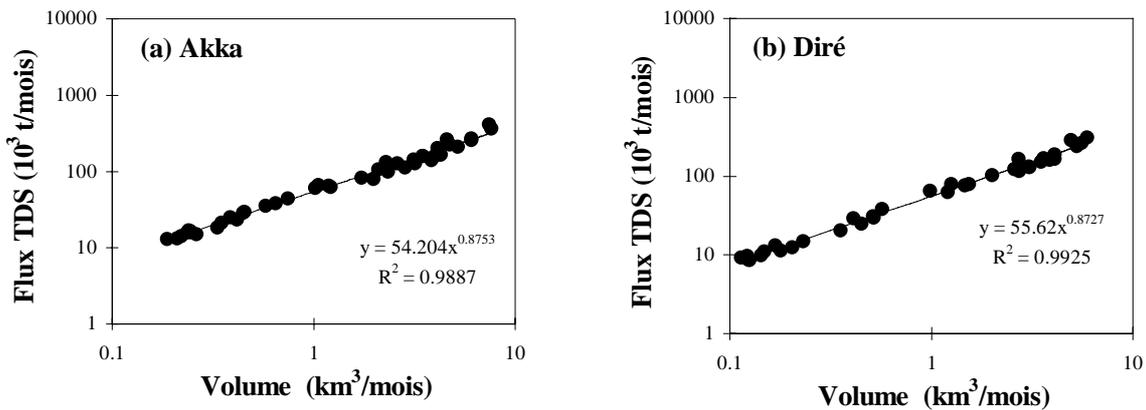 (a) Akka
Flux TDS (10³ t/mois)
10000
1000
100
10
1
y = 54.204x^0.8753
R² = 0.9887
0.1
1
10
Volume (km³/mois)
(b) Diré
Flux TDS (10³ t/mois)
10000
1000
100
10
1
y = 55.62x^0.8727
R² = 0.9925
0.1
1
10
Volume (km³/mois)